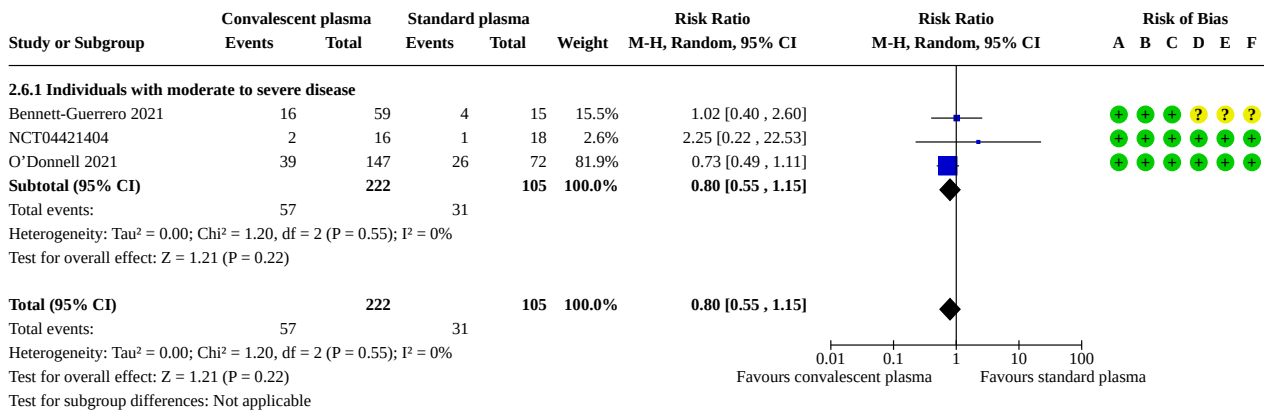 Convalescent plasma Standard plasma Risk Ratio Risk Ratio Risk of Bias
Study or Subgroup Events Total Events Total Weight M-H, Random, 95% CI M-H, Random, 95% CI A B C D E F
2.6.1 Individuals with moderate to severe disease
Bennett-Guerrero 2021 16 59 4 15 15.5% 1.02 [0.40 , 2.60] + + + ? ? ?
NCT04421404 2 16 1 18 2.6% 2.25 [0.22 , 22.53] + + + + + +
O’Donnell 2021 39 147 26 72 81.9% 0.73 [0.49 , 1.11] + + + + + +
Subtotal (95% CI) 222 105 100.0% 0.80 [0.55 , 1.15]
Total events: 57 31
Heterogeneity: Tau² = 0.00; Chi² = 1.20, df = 2 (P = 0.55); I² = 0%
Test for overall effect: Z = 1.21 (P = 0.22)
Total (95% CI) 222 105 100.0% 0.80 [0.55 , 1.15]
Total events: 57 31
Heterogeneity: Tau² = 0.00; Chi² = 1.20, df = 2 (P = 0.55); I² = 0%
0.01 0.1 1 10 100
Test for overall effect: Z = 1.21 (P = 0.22) Favours convalescent plasma Favours standard plasma
Test for subgroup differences: Not applicable